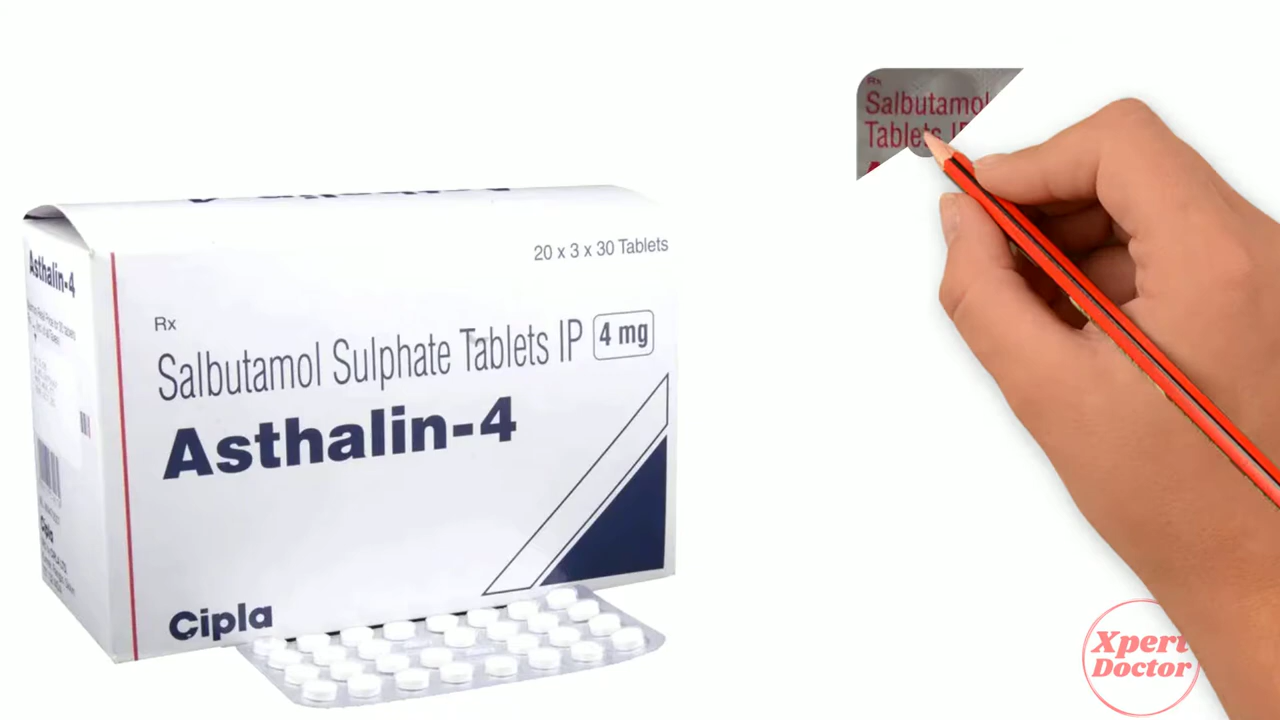 Asthalin-4
20 x 3 x 30 Tablets
Rx
Salbutamol Sulphate Tablets IP 4 mg
Asthalin-4
Cipla
Cipla
Rx
Salbutamol
Tablets
Xpert
Doctor